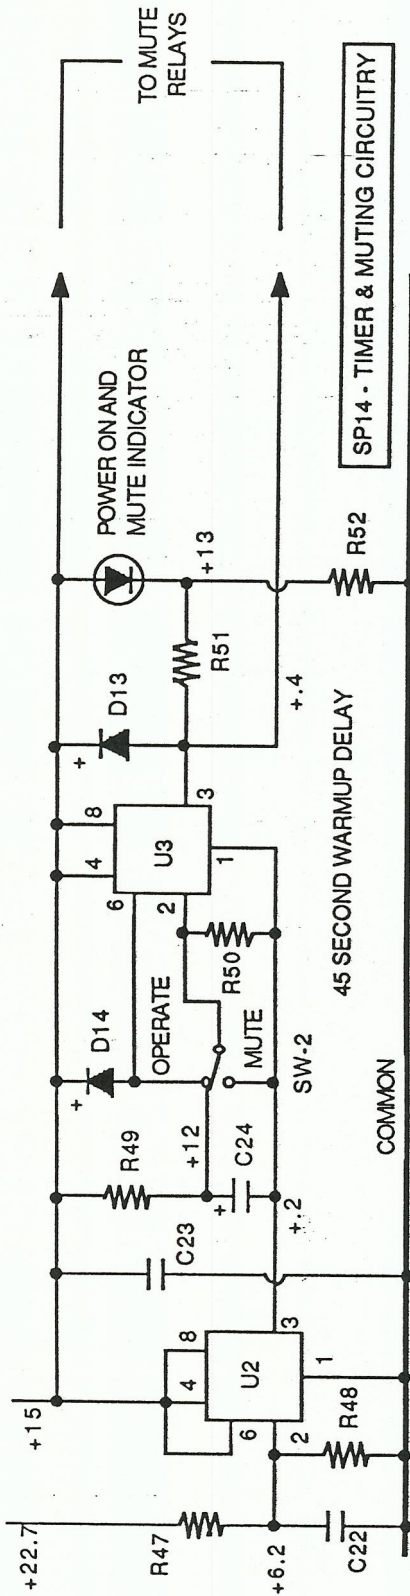 +22.7
R47
+6.2
C22
+15
6
4
8
U2
2
1
3
R48
C23
R49
+12
+
C24
+.2
+
D14
OPERATE
MUTE
SW-2
R50
6
4
8
U3
2
1
3
+
D13
R51
+.4
45 SECOND WARMUP DELAY
COMMON
POWER ON AND
MUTE INDICATOR
+13
R52
TO MUTE
RELAYS
SP14 - TIMER & MUTING CIRCUITRY